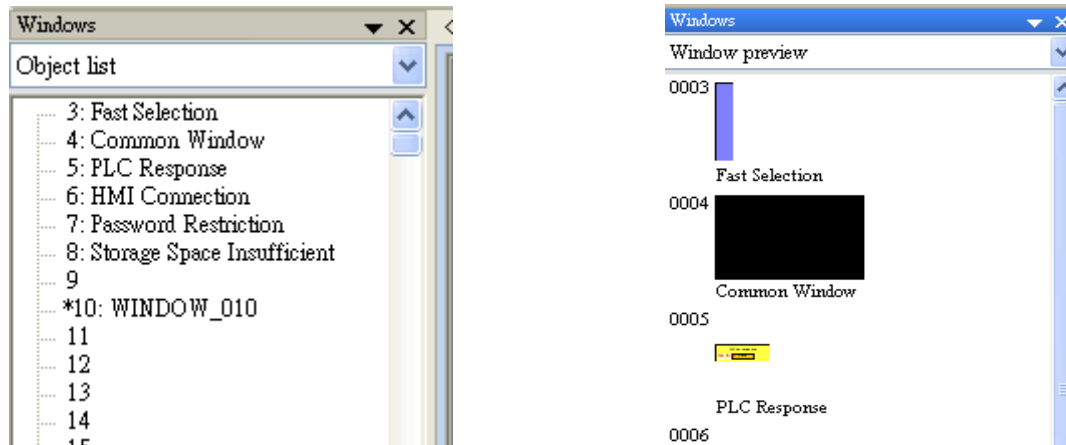 Windows
Object list
3: Fast Selection
4: Common Window
5: PLC Response
6: HMI Connection
7: Password Restriction
8: Storage Space Insufficient
9
*10: WINDOW_010
11
12
13
14
Windows
Window preview
0003
Fast Selection
0004
Common Window
0005
PLC Response
0006